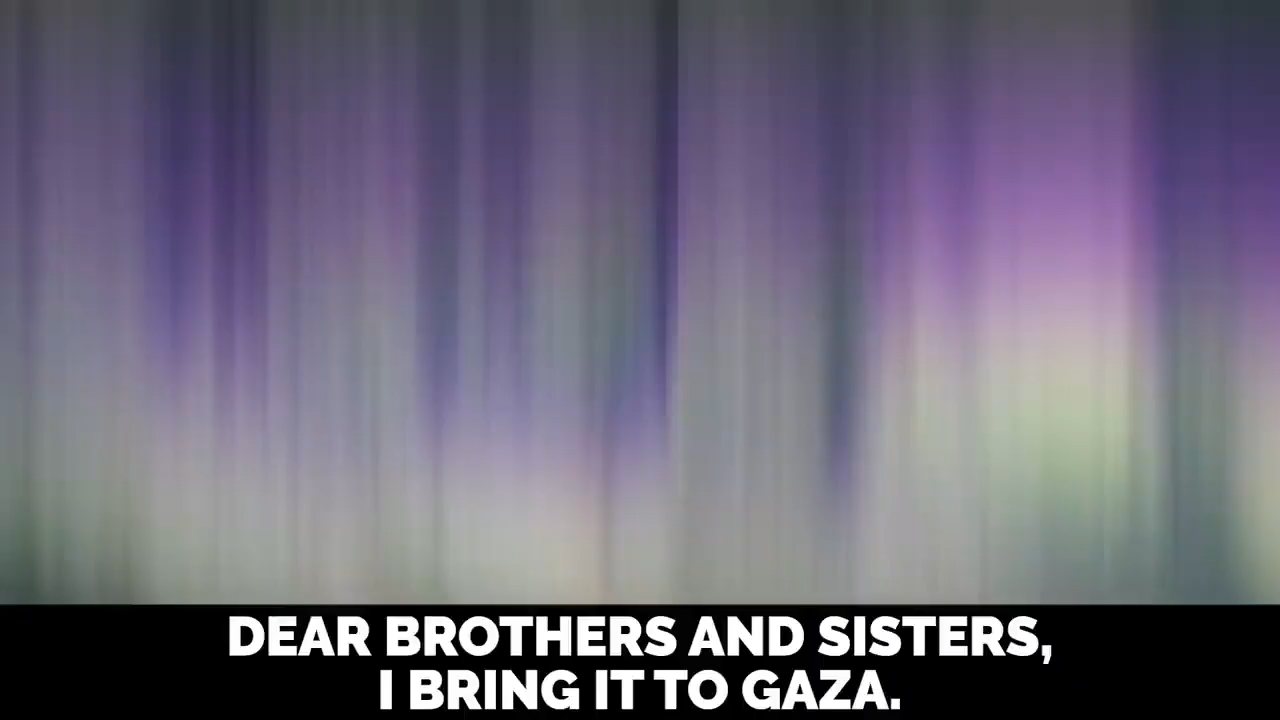 DEAR BROTHERS AND SISTERS,
I BRING IT TO GAZA.